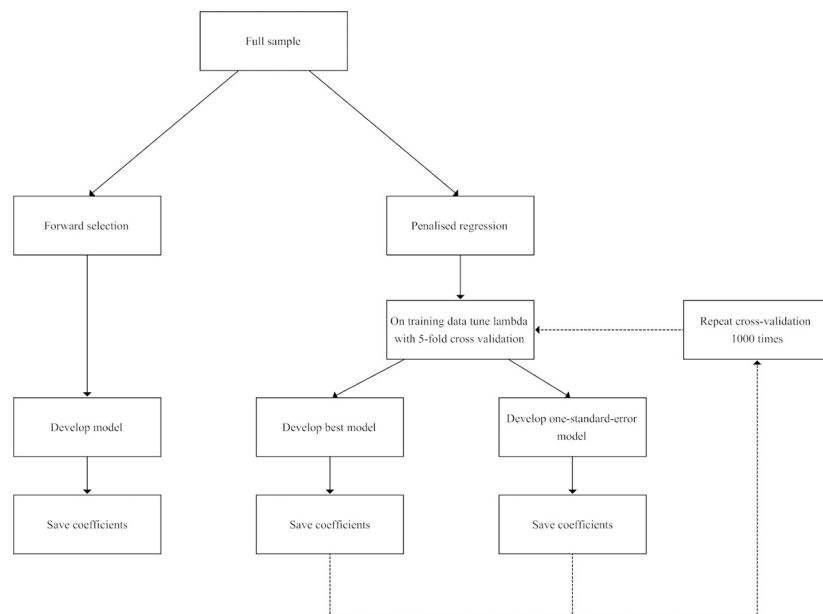 Full sample
Forward selection
Penalised regression
On training data tune lambda
with 5-fold cross validation
Repeat cross-validation
1000 times
Develop model
Develop best model
Develop one-standard-error
model
Save coefficients
Save coefficients
Save coefficients